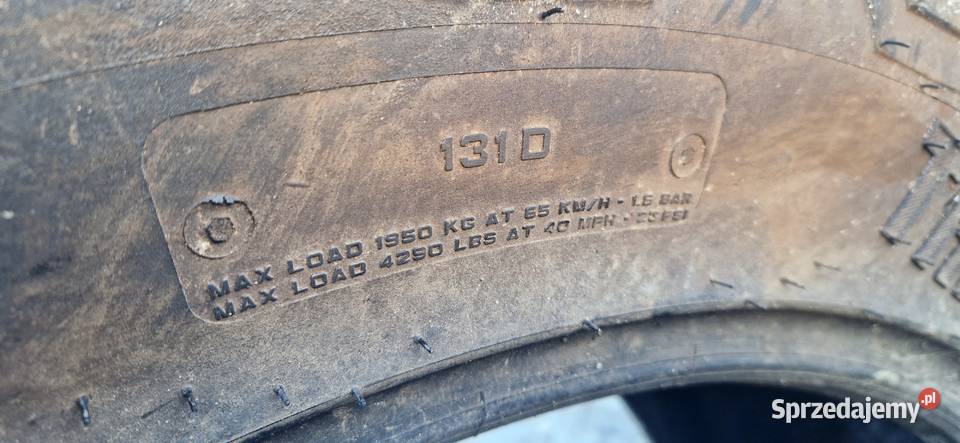 131D
MAX LOAD 1950 KG AT 65 KM/H - 1.6 BAR
MAX LOAD 4290 LBS AT 40 MPH - 23 PSI
Sprzedajemy.pl